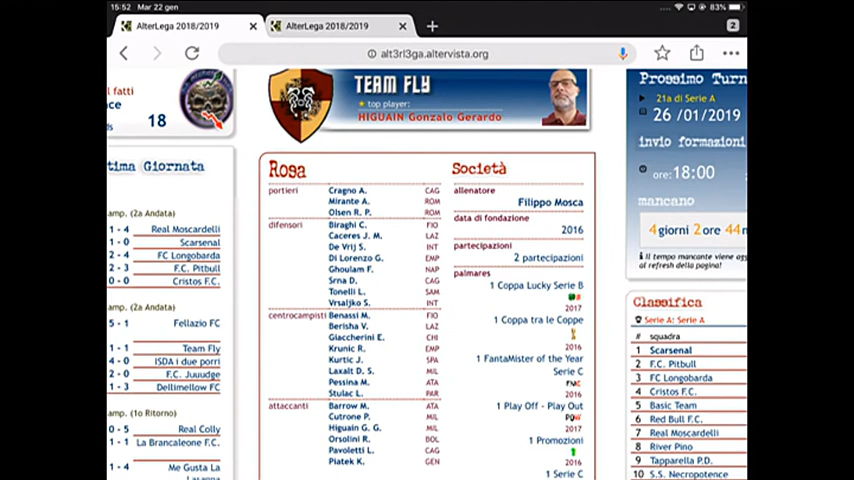 15:52 Mar 22 gen
83%
AlterLega 2018/2019
AlterLega 2018/2019
2
alt3rl3ga.altervista.org
l fatti
nce
18
TEAM FLY
top player:
HIGUAIN Gonzalo Gerardo
Prossimo Turn
21a di Serie A
26 /01/2019
invio formazioni
ore:18:00
mancano
4giorni 2ore 44m
Il tempo mancante viene agg
al refresh della pagina!
tima Giornata
amp. (2a Andata)
1 - 4 Real Moscardelli
1 - 0 Scarsenal
2 - 4 FC Longobarda
2 - 3 F.C. Pitbull
0 - 0 Cristos F.C.
amp. (2a Andata)
5 - 1 Fellazio FC
1 - 1 Team Fly
4 - 0 ISDA i due porri
2 - 0 F.C. Juuudge
1 - 3 Dellimellow FC
amp. (1o Ritorno)
0 - 5 Real Colly
1 - 1 La Brancaleone F.C.
1 - 4 Me Gusta La
Lasagna
Rosa
portieri Cragno A. CAG
Mirante A. ROM
Olsen R. P. ROM
difensori Biraghi C. FIO
Caceres J. M. LAZ
De Vrij S. INT
Di Lorenzo G. EMP
Ghoulam F. NAP
Srna D. CAG
Tonelli L. SAM
Vrsaljko S. INT
centrocampisti Benassi M. FIO
Berisha V. LAZ
Giaccherini E. CHI
Krunic R. EMP
Kurtic J. SPA
Laxalt D. S. MIL
Pessina M. ATA
Stulac L. PAR
attaccanti Barrow M. ATA
Cutrone P. MIL
Higuain G. G. MIL
Orsolini R. BOL
Pavoletti L. CAG
Piatek K. GEN
Società
allenatore
Filippo Mosca
data di fondazione
2016
partecipazioni
2 partecipazioni
palmares
1 Coppa Lucky Serie B
2017
1 Coppa tra le Coppe
2016
1 FantaMister of the Year
Serie C
2016
1 Play Off - Play Out
2017
1 Promozioni
2016
1 Serie C
Classifica
Serie A: Serie A
# squadra
1 Scarsenal
2 F.C. Pitbull
3 FC Longobarda
4 Cristos F.C.
5 Basic Team
6 Red Bull F.C.
7 Real Moscardelli
8 River Pino
9 Tapparella P.D.
10 S.S. Necropotence